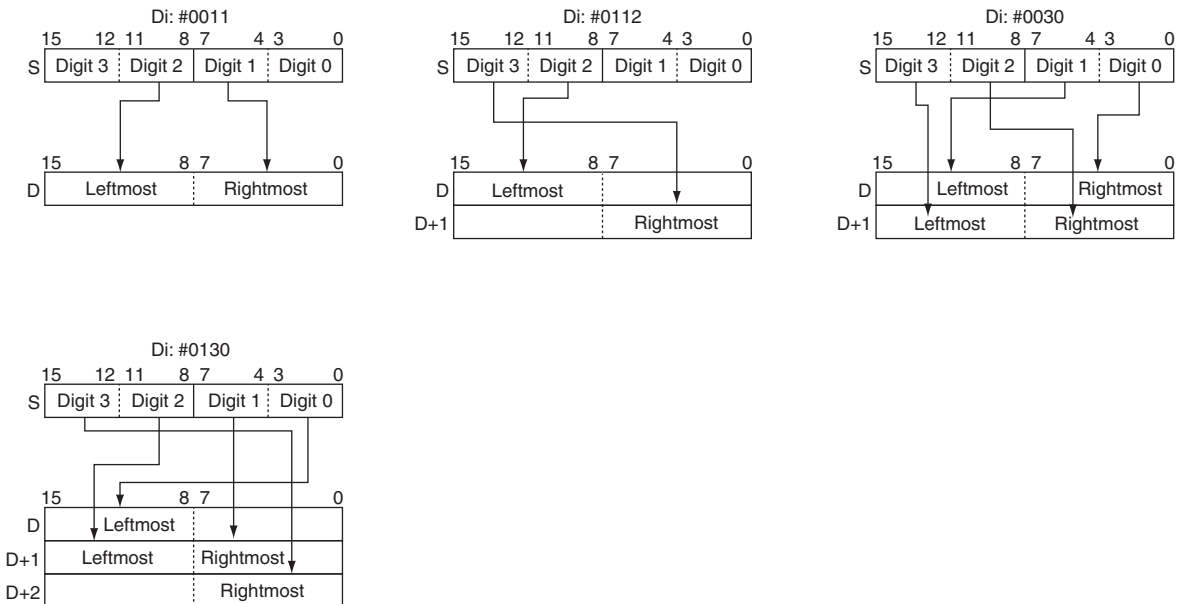 Di: #0011
15 12 11 8 7 4 3 0
S Digit 3 Digit 2 Digit 1 Digit 0
15 8 7 0
D Leftmost Rightmost
Di: #0112
15 12 11 8 7 4 3 0
S Digit 3 Digit 2 Digit 1 Digit 0
15 8 7 0
D Leftmost
D+1 Rightmost
Di: #0030
15 12 11 8 7 4 3 0
S Digit 3 Digit 2 Digit 1 Digit 0
15 8 7 0
D Leftmost Rightmost
D+1 Leftmost Rightmost
Di: #0130
15 12 11 8 7 4 3 0
S Digit 3 Digit 2 Digit 1 Digit 0
15 8 7 0
D Leftmost
D+1 Leftmost Rightmost
D+2 Rightmost